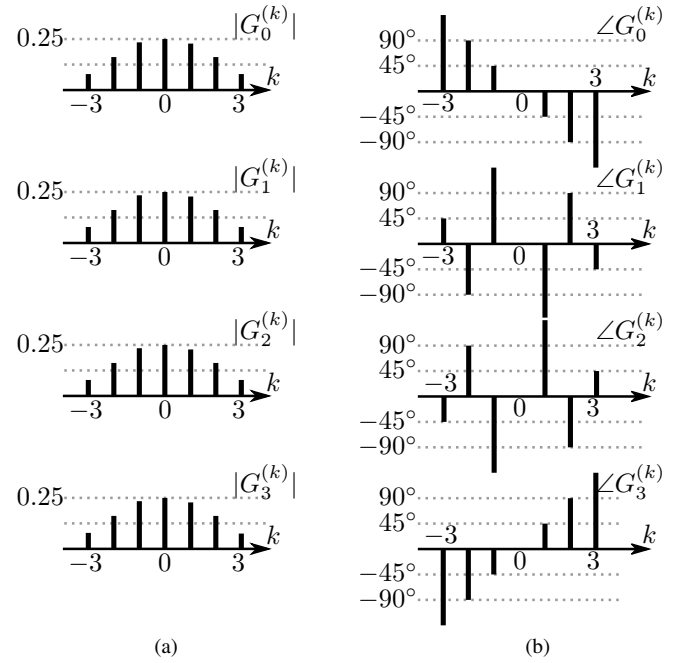 |G_0^{(k)}|
0.25
k
−3 0 3
∠G_0^{(k)}
90°
45°
3
k
−3 0
−45°
−90°
|G_1^{(k)}|
0.25
k
−3 0 3
∠G_1^{(k)}
90°
45°
3
k
−3 0
−45°
−90°
|G_2^{(k)}|
0.25
k
−3 0 3
∠G_2^{(k)}
90°
45°
−3
k
0 3
−45°
−90°
|G_3^{(k)}|
0.25
k
−3 0 3
∠G_3^{(k)}
90°
45°
−3
k
0 3
−45°
−90°
(a)
(b)